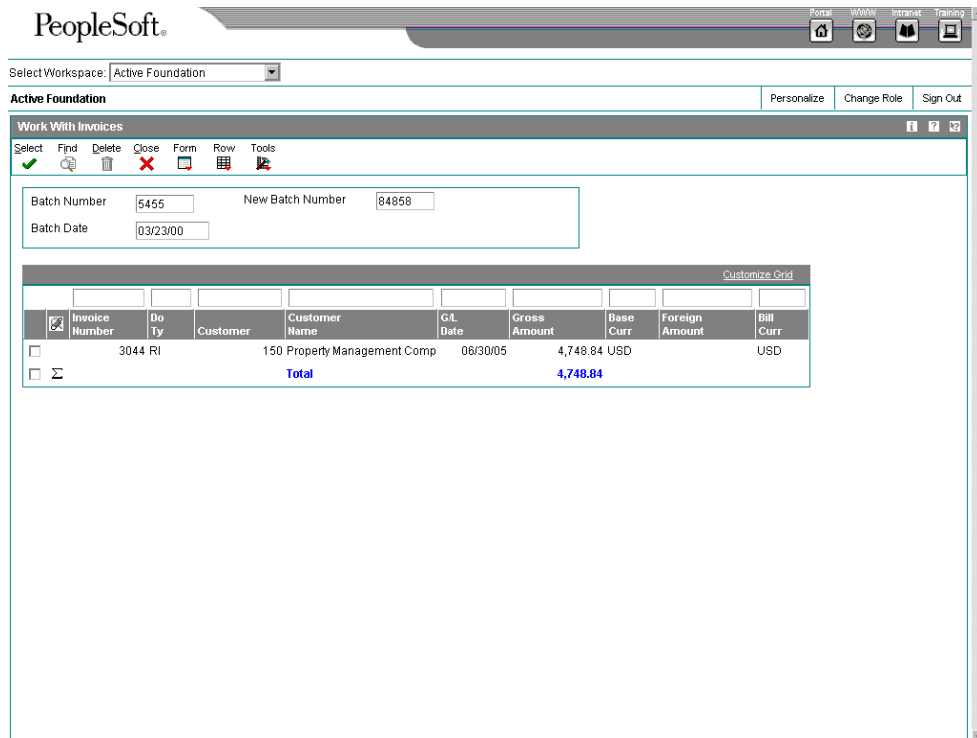 PeopleSoft®
Portal WWW Intranet Training
Select Workspace: Active Foundation
Active Foundation Personalize Change Role Sign Out
Work With Invoices
Select Find Delete Close Form Row Tools
Batch Number 5455 New Batch Number 84858
Batch Date 03/23/00
Customize Grid
Invoice Number Do Ty Customer Customer Name G/L Date Gross Amount Base Curr Foreign Amount Bill Curr
3044 RI 150 Property Management Comp 06/30/05 4,748.84 USD USD
Σ Total 4,748.84